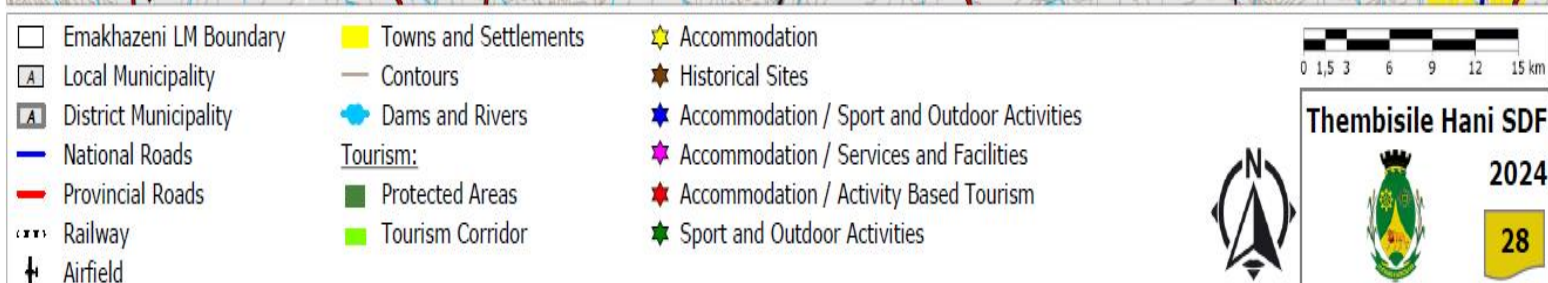 Emakhazeni LM Boundary
A Local Municipality
A District Municipality
National Roads
Provincial Roads
Railway
Airfield
Towns and Settlements
Contours
Dams and Rivers
Tourism:
Protected Areas
Tourism Corridor
Accommodation
Historical Sites
Accommodation / Sport and Outdoor Activities
Accommodation / Services and Facilities
Accommodation / Activity Based Tourism
Sport and Outdoor Activities
N
0 1,5 3 6 9 12 15 km
Thembisile Hani SDF
2024
28